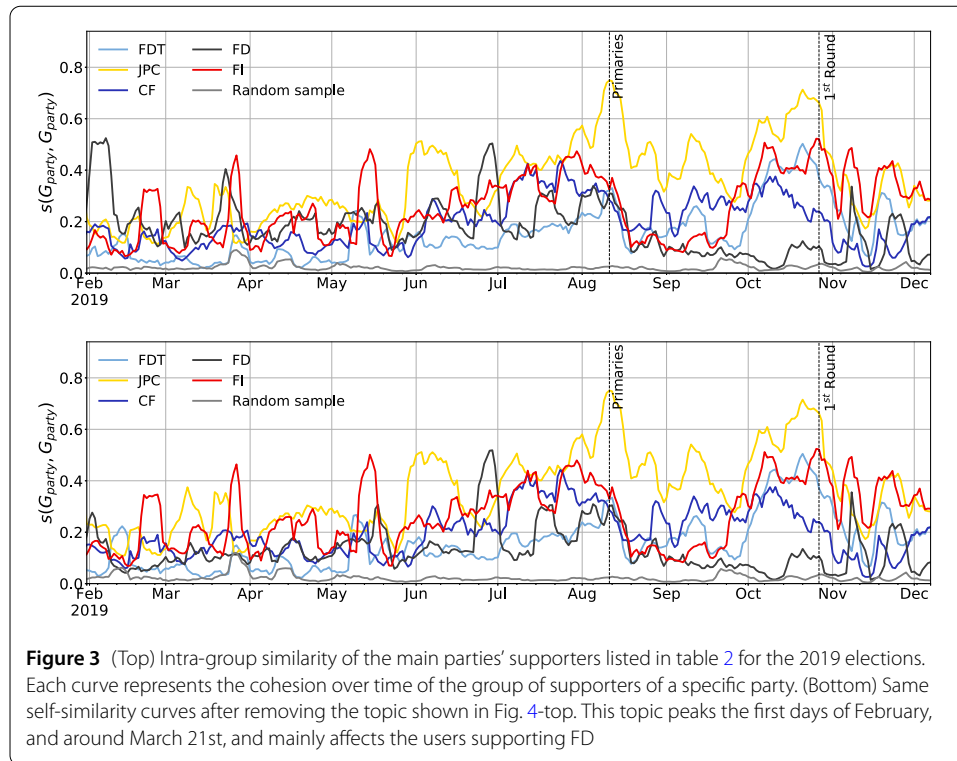 FDT FD
JPC FI
CF Random sample
s(G_party, G_party)
0.8
0.6
0.4
0.2
0.0
Primaries
1st Round
Feb Mar Apr May Jun Jul Aug Sep Oct Nov Dec
2019
FDT FD
JPC FI
CF Random sample
s(G_party, G_party)
0.8
0.6
0.4
0.2
0.0
Primaries
1st Round
Feb Mar Apr May Jun Jul Aug Sep Oct Nov Dec
2019
Figure 3 (Top) Intra-group similarity of the main parties’ supporters listed in table 2 for the 2019 elections.
Each curve represents the cohesion over time of the group of supporters of a specific party. (Bottom) Same
self-similarity curves after removing the topic shown in Fig. 4-top. This topic peaks the first days of February,
and around March 21st, and mainly affects the users supporting FD